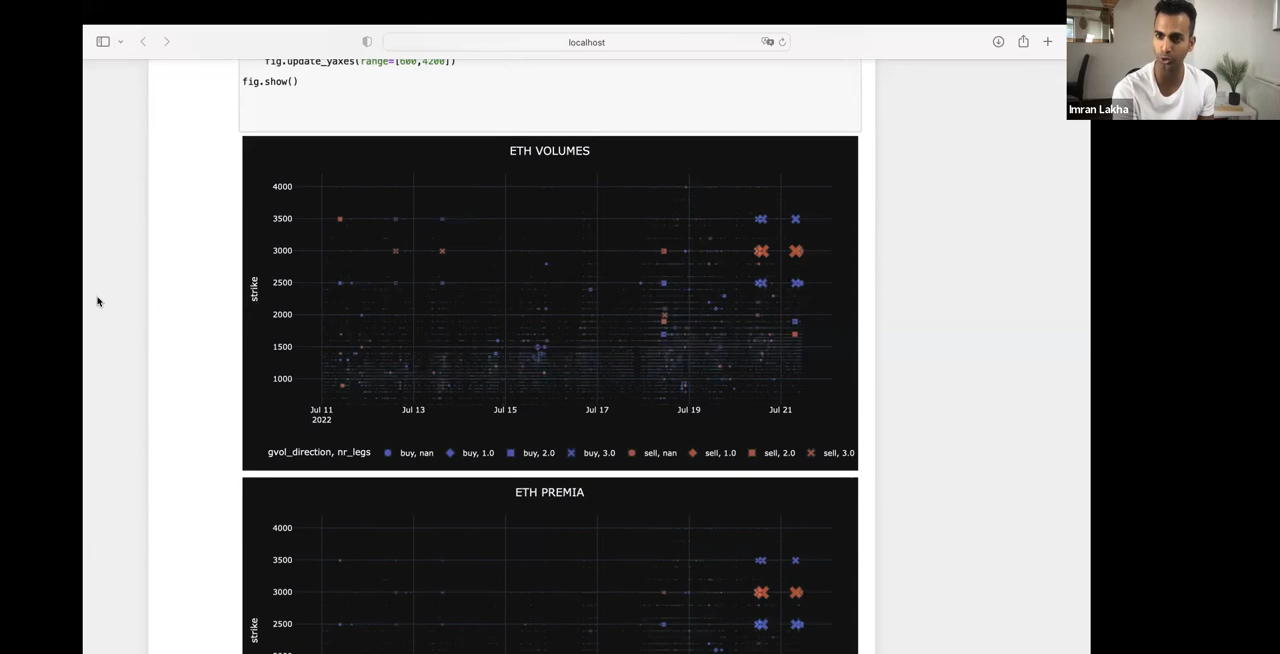 localhost
Imran Lakha
fig.update_yaxes(range=[600,4200])
fig.show()
ETH VOLUMES
4000
3500
3000
2500
2000
1500
1000
strike
Jul 11
2022
Jul 13
Jul 15
Jul 17
Jul 19
Jul 21
gvol_direction, nr_legs
buy, nan
buy, 1.0
buy, 2.0
buy, 3.0
sell, nan
sell, 1.0
sell, 2.0
sell, 3.0
ETH PREMIA
4000
3500
3000
2500
strike